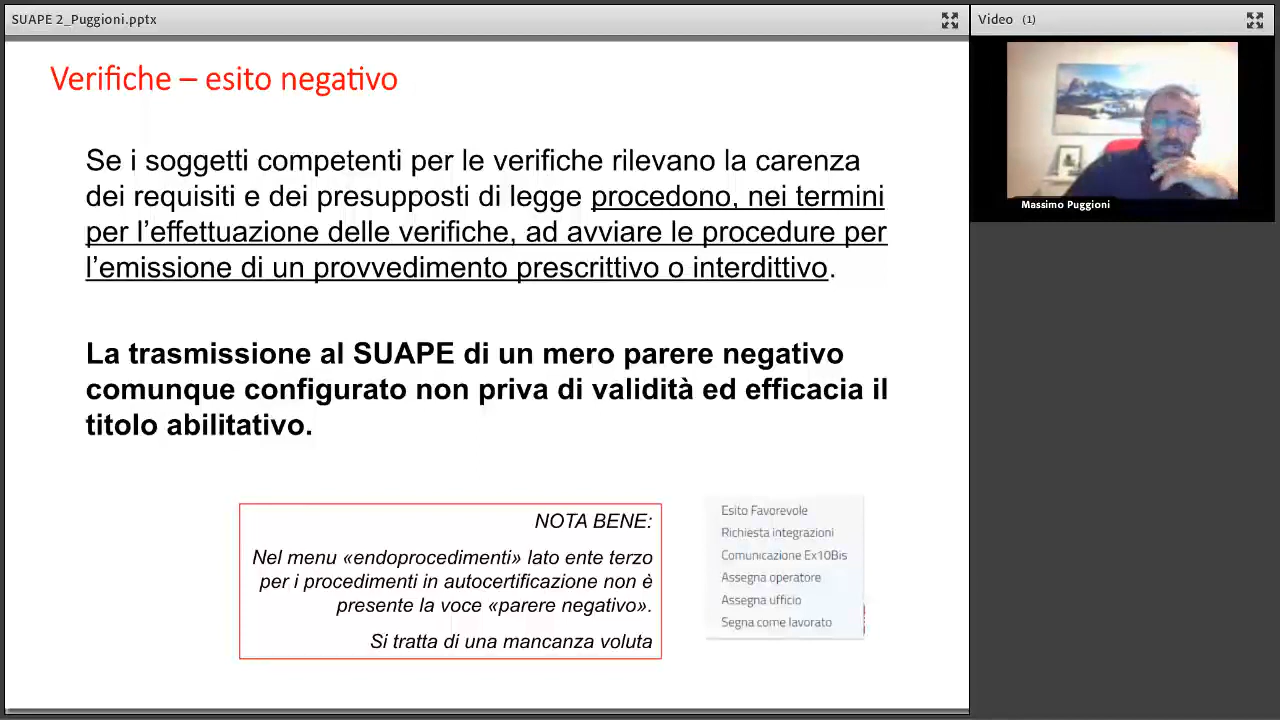 SUAPE 2_Puggioni.pptx
Video (1)
Verifiche – esito negativo
Massimo Puggioni
Se i soggetti competenti per le verifiche rilevano la carenza
dei requisiti e dei presupposti di legge procedono, nei termini
per l’effettuazione delle verifiche, ad avviare le procedure per
l’emissione di un provvedimento prescrittivo o interdittivo.
La trasmissione al SUAPE di un mero parere negativo
comunque configurato non priva di validità ed efficacia il
titolo abilitativo.
NOTA BENE:
Nel menu «endoprocedimenti» lato ente terzo
per i procedimenti in autocertificazione non è
presente la voce «parere negativo».
Si tratta di una mancanza voluta
Esito Favorevole
Richiesta integrazioni
Comunicazione Ex10Bis
Assegna operatore
Assegna ufficio
Segna come lavorato